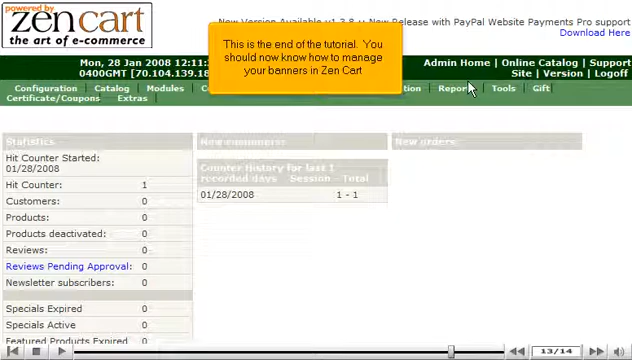 powered by
zen cart
the art of e-commerce
New Version Available v1.3.8 :: New Release with PayPal Website Payments Pro support
Download Here
Mon, 28 Jan 2008 12:11:
0400GMT [70.104.139.18
Admin Home | Online Catalog | Support
Site | Version | Logoff
This is the end of the tutorial. You
should now know how to manage
your banners in Zen Cart
Configuration Catalog Modules Reports Tools Gift
Certificate/Coupons Extras
Statistics
Hit Counter Started:
01/28/2008
Hit Counter: 1
Customers: 0
Products: 0
Products deactivated: 0
Reviews: 0
Reviews Pending Approval: 0
Newsletter subscribers: 0
Specials Expired 0
Specials Active 0
Featured Products Expired 0
New customers:
Counter History for last 1
recorded days Session - Total
01/28/2008 1 - 1
New orders:
13/14